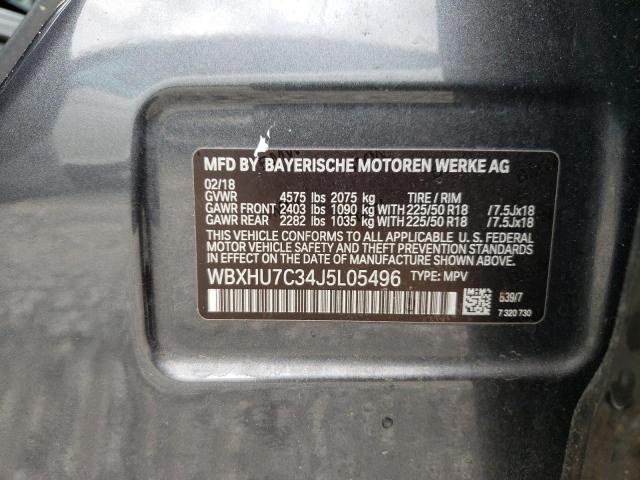 MFD BY BAYERISCHE MOTOREN WERKE AG
02/18
GVWR 4575 lbs 2075 kg TIRE / RIM
GAWR FRONT 2403 lbs 1090 kg WITH 225/50 R18 /7.5Jx18
GAWR REAR 2282 lbs 1035 kg WITH 225/50 R18 /7.5Jx18
THIS VEHICLE CONFORMS TO ALL APPLICABLE U.S. FEDERAL
MOTOR VEHICLE SAFETY AND THEFT PREVENTION STANDARDS
IN EFFECT ON THE DATE OF MANUFACTURE SHOWN ABOVE.
WBXHU7C34J5L05496 TYPE: MPV
B39/7
7 320 730